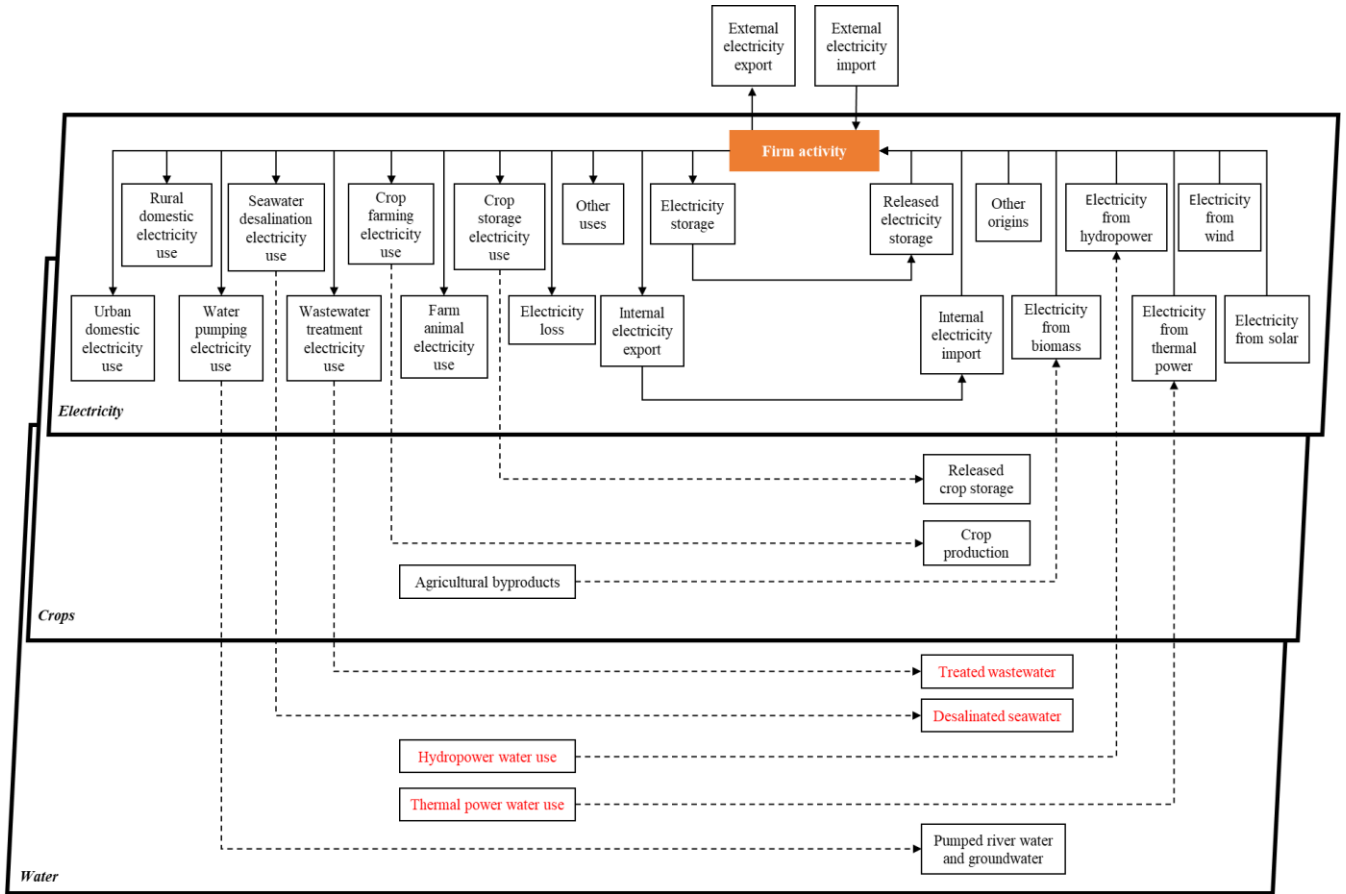 External
electricity
export
External
electricity
import
Firm activity
Rural
domestic
electricity
use
Seawater
desalination
electricity
use
Crop
farming
electricity
use
Crop
storage
electricity
use
Other
uses
Electricity
storage
Released
electricity
storage
Other
origins
Electricity
from
hydropower
Electricity
from
wind
Urban
domestic
electricity
use
Water
pumping
electricity
use
Wastewater
treatment
electricity
use
Farm
animal
electricity
use
Electricity
loss
Internal
electricity
export
Internal
electricity
import
Electricity
from
biomass
Electricity
from
thermal
power
Electricity
from solar
Electricity
Released
crop storage
Crop
production
Agricultural byproducts
Crops
Treated wastewater
Desalinated seawater
Hydropower water use
Thermal power water use
Pumped river water
and groundwater
Water